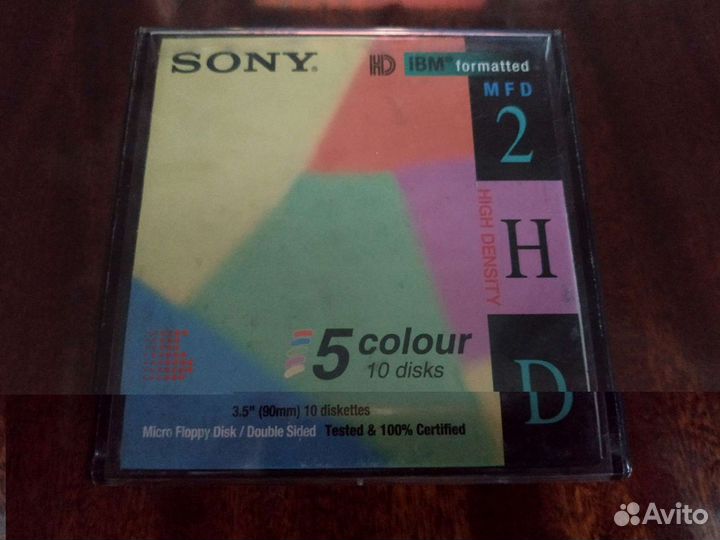 SONY®
HD IBM® formatted
MFD
2
HIGH DENSITY
H
D
5 colour
10 disks
3.5" (90mm) 10 diskettes
Micro Floppy Disk / Double Sided Tested & 100% Certified
Avito